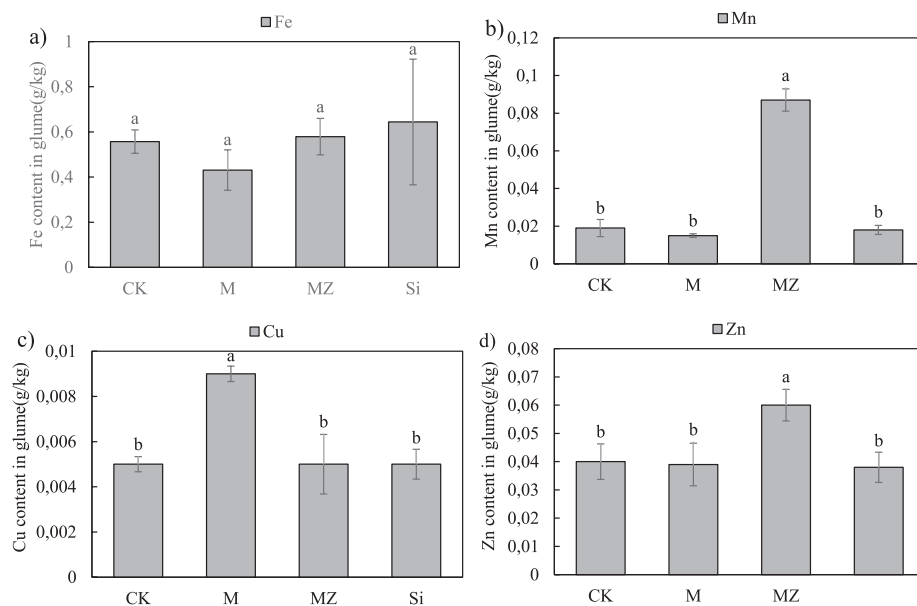 a)
Fe
Fe content in glume(g/kg)
1
0,8
0,6
0,4
0,2
0
a
a
a
a
CK M MZ Si
b)
Mn
Mn content in glume(g/kg)
0,12
0,1
0,08
0,06
0,04
0,02
0
b
b
a
b
CK M MZ
c)
Cu
Cu content in glume(g/kg)
0,01
0,008
0,006
0,004
0,002
0
b
a
b
b
CK M MZ Si
d)
Zn
Zn content in glume(g/kg)
0,08
0,07
0,06
0,05
0,04
0,03
0,02
0,01
0
b
b
a
b
CK M MZ